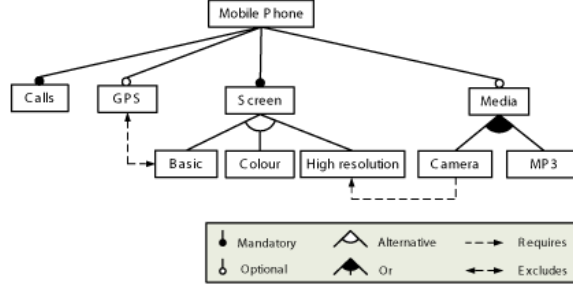 Mobile Phone
Calls GPS Screen Media
Basic Colour High resolution Camera MP3
Mandatory Alternative Requires
Optional Or Excludes